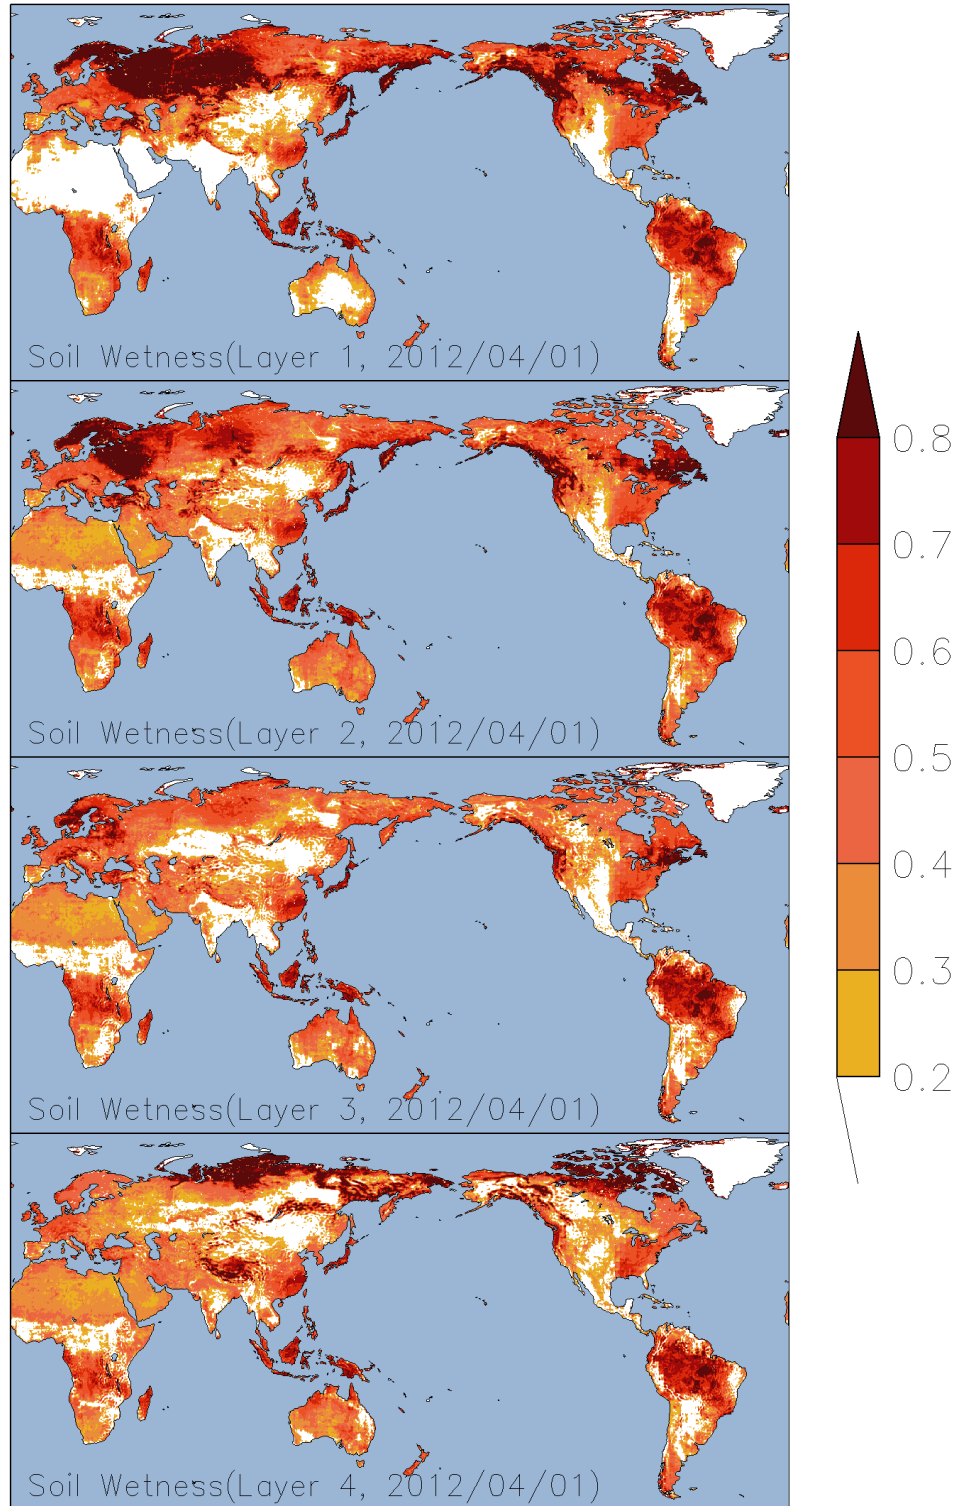 Soil Wetness(Layer 1, 2012/04/01)
0.8
0.7
0.6
0.5
0.4
0.3
0.2
Soil Wetness(Layer 2, 2012/04/01)
Soil Wetness(Layer 3, 2012/04/01)
Soil Wetness(Layer 4, 2012/04/01)